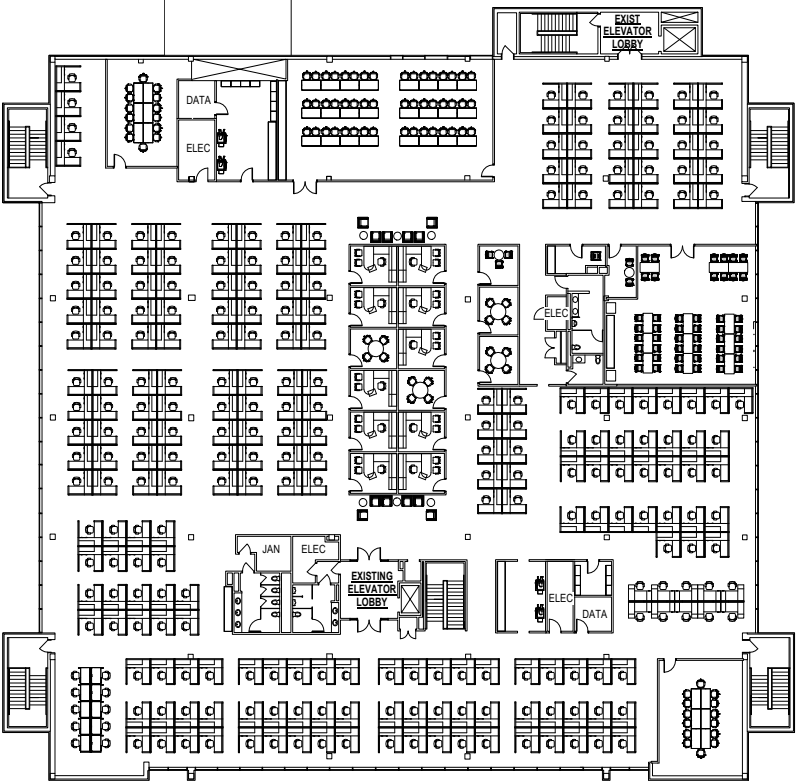 EXIST
ELEVATOR
LOBBY
DATA
ELEC
ELEC
JAN
ELEC
EXISTING
ELEVATOR
LOBBY
ELEC
DATA